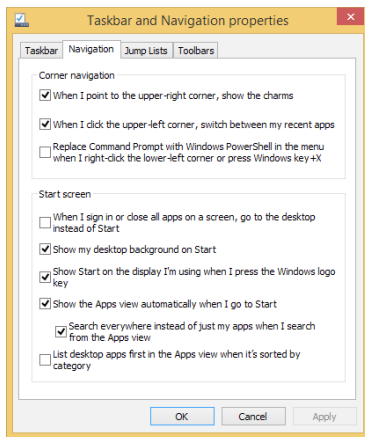 Taskbar and Navigation properties
Taskbar Navigation Jump Lists Toolbars
Corner navigation
When I point to the upper-right corner, show the charms
When I click the upper-left corner, switch between my recent apps
Replace Command Prompt with Windows PowerShell in the menu
when I right-click the lower-left corner or press Windows key+X
Start screen
When I sign in or close all apps on a screen, go to the desktop
instead of Start
Show my desktop background on Start
Show Start on the display I'm using when I press the Windows logo
key
Show the Apps view automatically when I go to Start
Search everywhere instead of just my apps when I search
from the Apps view
List desktop apps first in the Apps view when it's sorted by
category
OK Cancel Apply